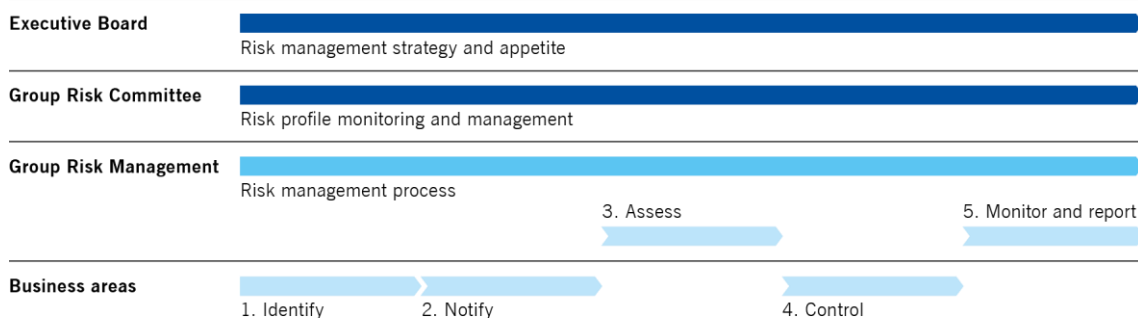 Executive Board
Risk management strategy and appetite
Group Risk Committee
Risk profile monitoring and management
Group Risk Management
Risk management process
3. Assess
5. Monitor and report
Business areas
1. Identify
2. Notify
4. Control